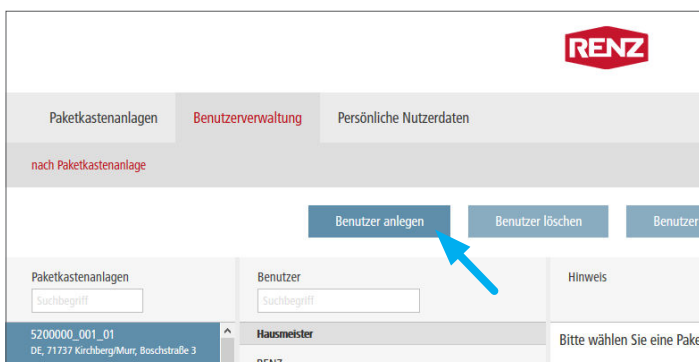 RENZ
Paketkastenanlagen Benutzerverwaltung Persönliche Nutzerdaten
nach Paketkastenanlage
Benutzer anlegen Benutzer löschen Benutzer
Paketkastenanlagen Benutzer Hinweis
Suchbegriff Suchbegriff
5200000_001_01 Hausmeister
DE, 71737 Kirchberg/Murr, Boschstraße 3
Bitte wählen Sie eine Pake
RENZ